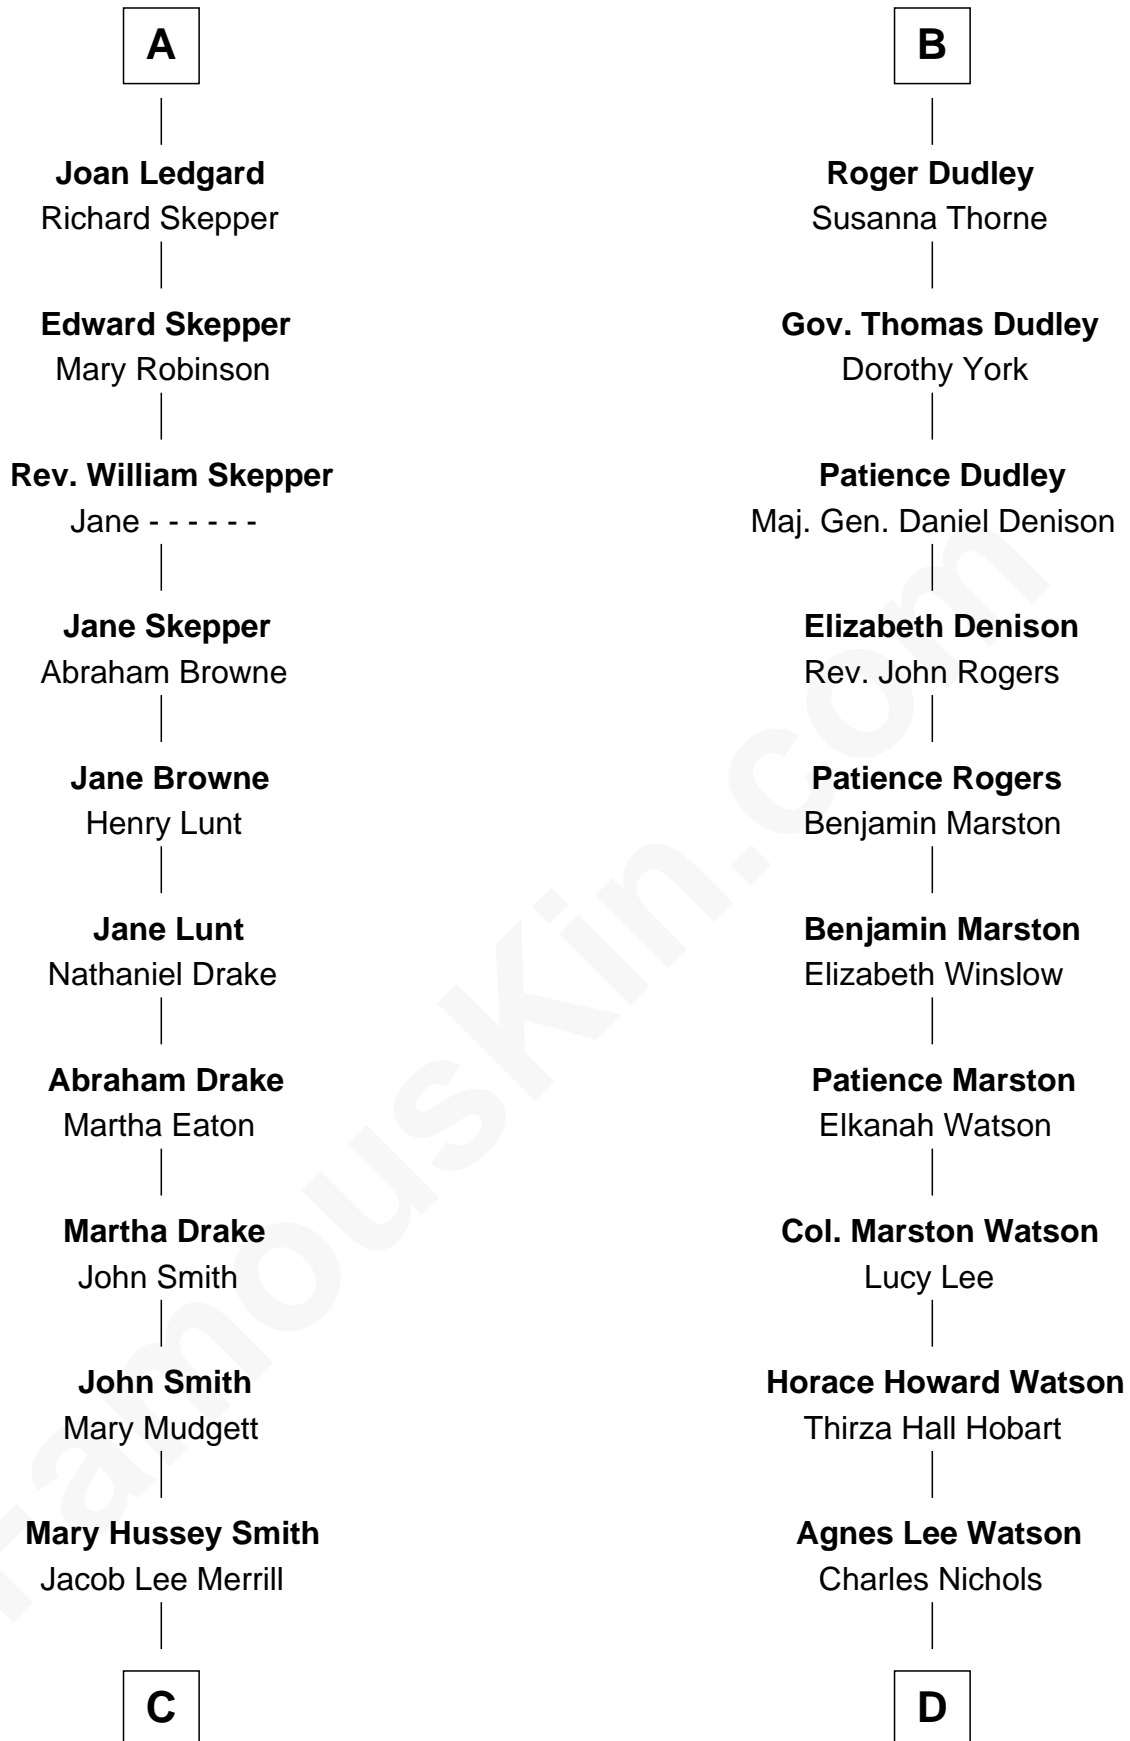 A
Joan Ledgard
Richard Skepper
Edward Skepper
Mary Robinson
Rev. William Skepper
Jane - - - - - -
Jane Skepper
Abraham Browne
Jane Browne
Henry Lunt
Jane Lunt
Nathaniel Drake
Abraham Drake
Martha Eaton
Martha Drake
John Smith
John Smith
Mary Mudgett
Mary Hussey Smith
Jacob Lee Merrill
C
B
Roger Dudley
Susanna Thorne
Gov. Thomas Dudley
Dorothy York
Patience Dudley
Maj. Gen. Daniel Denison
Elizabeth Denison
Rev. John Rogers
Patience Rogers
Benjamin Marston
Benjamin Marston
Elizabeth Winslow
Patience Marston
Elkanah Watson
Col. Marston Watson
Lucy Lee
Horace Howard Watson
Thirza Hall Hobart
Agnes Lee Watson
Charles Nichols
D
FamousKin.com